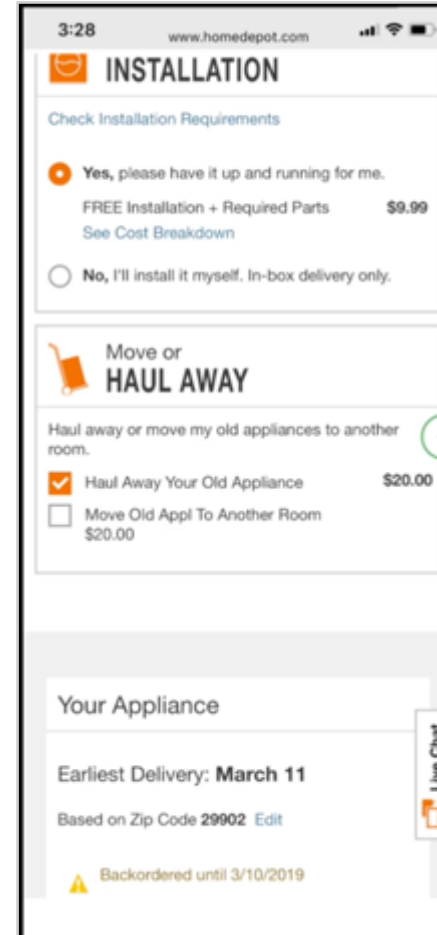 3:28
www.homedepot.com
INSTALLATION
Check Installation Requirements
Yes, please have it up and running for me.
FREE Installation + Required Parts $9.99
See Cost Breakdown
No, I'll install it myself. In-box delivery only.
Move or
HAUL AWAY
Haul away or move my old appliances to another
room.
Haul Away Your Old Appliance $20.00
Move Old Appl To Another Room
$20.00
Your Appliance
Live Chat
Earliest Delivery: March 11
Based on Zip Code 29902 Edit
Backordered until 3/10/2019